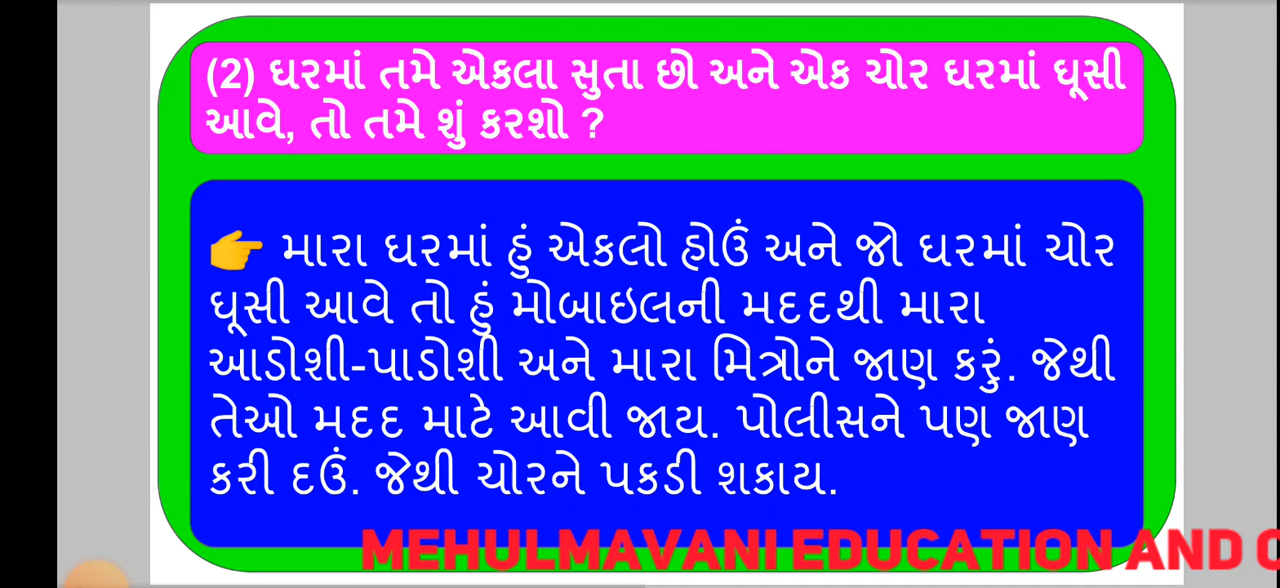 (2) ઘરમાં તમે એકલા સુતા છો અને એક ચોર ઘરમાં ઘૂસી
આવે, તો તમે શું કરશો ?
👉 મારા ઘરમાં હું એકલો હોઉં અને જો ઘરમાં ચોર
ઘૂસી આવે તો હું મોબાઇલની મદદથી મારા
આડોશી-પાડોશી અને મારા મિત્રોને જાણ કરું. જેથી
તેઓ મદદ માટે આવી જાય. પોલીસને પણ જાણ
કરી દઉં. જેથી ચોરને પકડી શકાય.
MEHULMAVANI EDUCATION AND